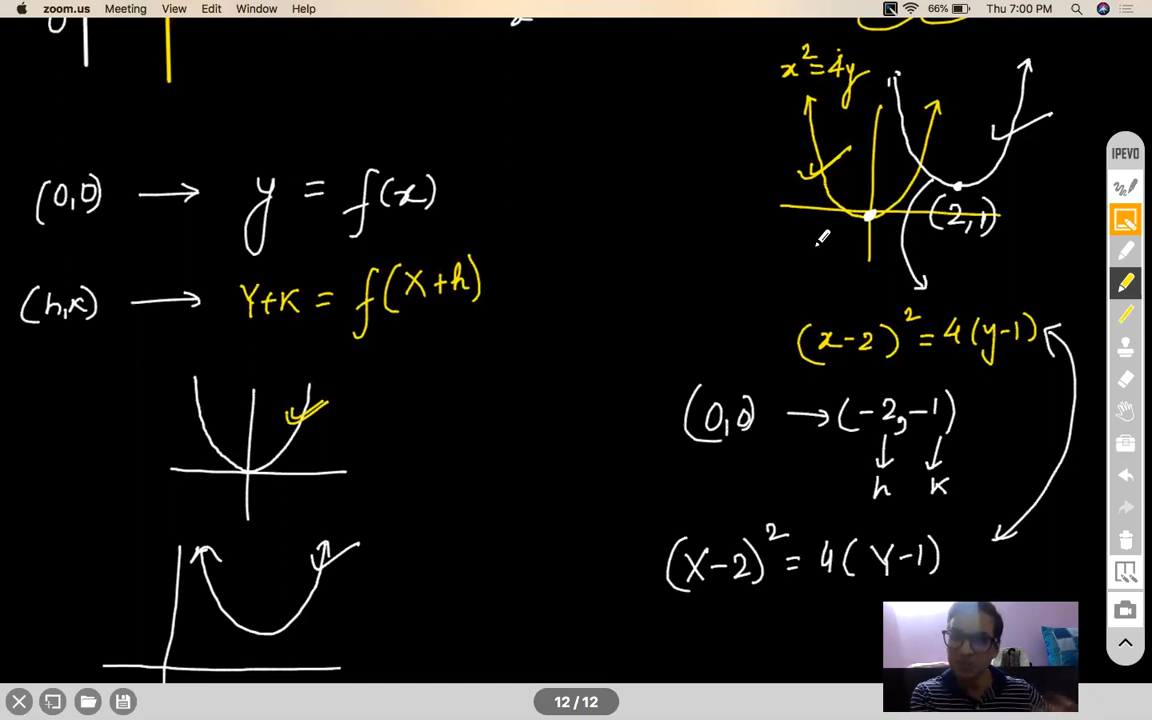 zoom.us Meeting View Edit Window Help 66% Thu 7:00 PM
x² = 4y
IPEVO
(0,0) → y = f(x)
(2,1)
(h,k) → Y+K = f(X+h)
(x-2)² = 4(y-1)
(0,0) → (-2,-1)
h K
(X-2)² = 4(Y-1)
12/12